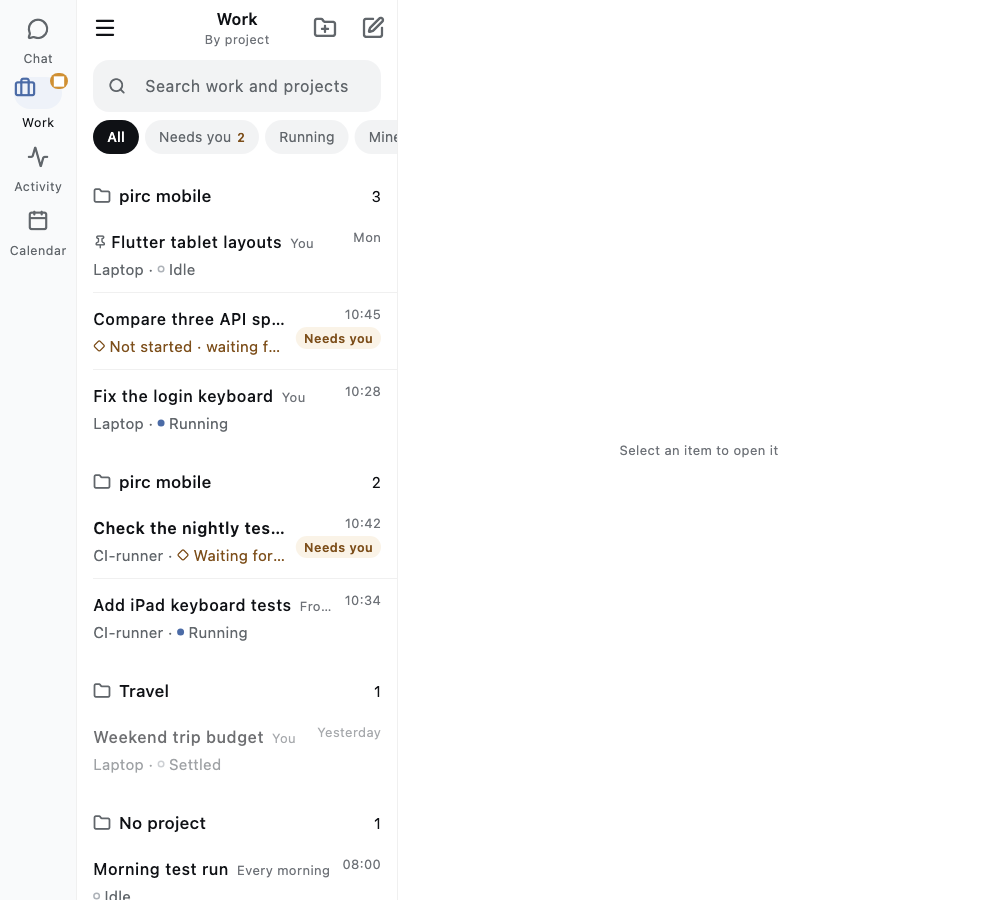 Chat
Work
Activity
Calendar
Work
By project
Search work and projects
All
Needs you 2
Running
Mine
pirc mobile 3
Flutter tablet layouts You Mon
Laptop · Idle
Compare three API sp... 10:45
Not started · waiting f... Needs you
Fix the login keyboard You 10:28
Laptop · Running
pirc mobile 2
Check the nightly tes... 10:42
CI-runner · Waiting for... Needs you
Add iPad keyboard tests Fro... 10:34
CI-runner · Running
Travel 1
Weekend trip budget You Yesterday
Laptop · Settled
No project 1
Morning test run Every morning 08:00
Idle
Select an item to open it